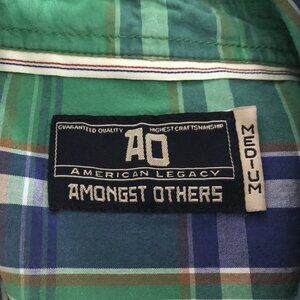 GUARANTEED QUALITY HIGHEST CRAFTSMANSHIP
AO
AMERICAN LEGACY
AMONGST OTHERS
MEDIUM